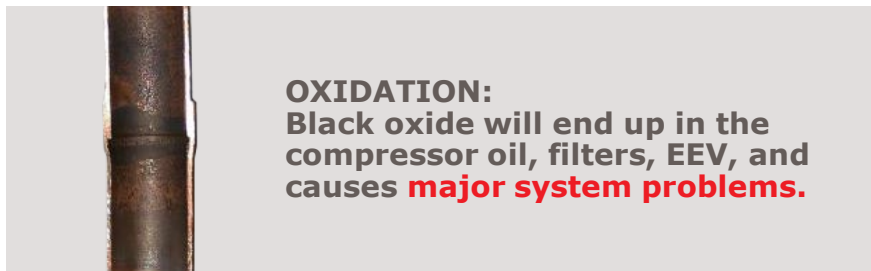 OXIDATION:
Black oxide will end up in the
compressor oil, filters, EEV, and
causes major system problems.